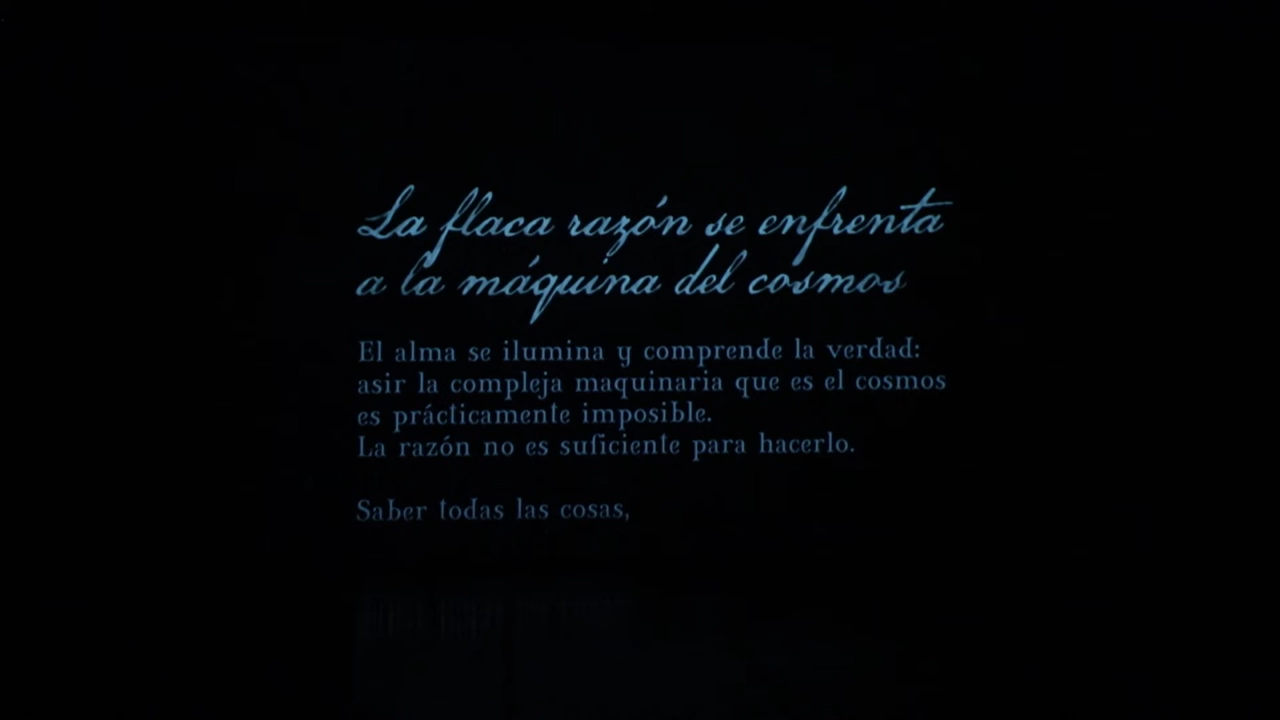 La flaca razón se enfrenta
a la máquina del cosmos
El alma se ilumina y comprende la verdad:
asir la compleja maquinaria que es el cosmos
es prácticamente imposible.
La razón no es suficiente para hacerlo.
Saber todas las cosas,